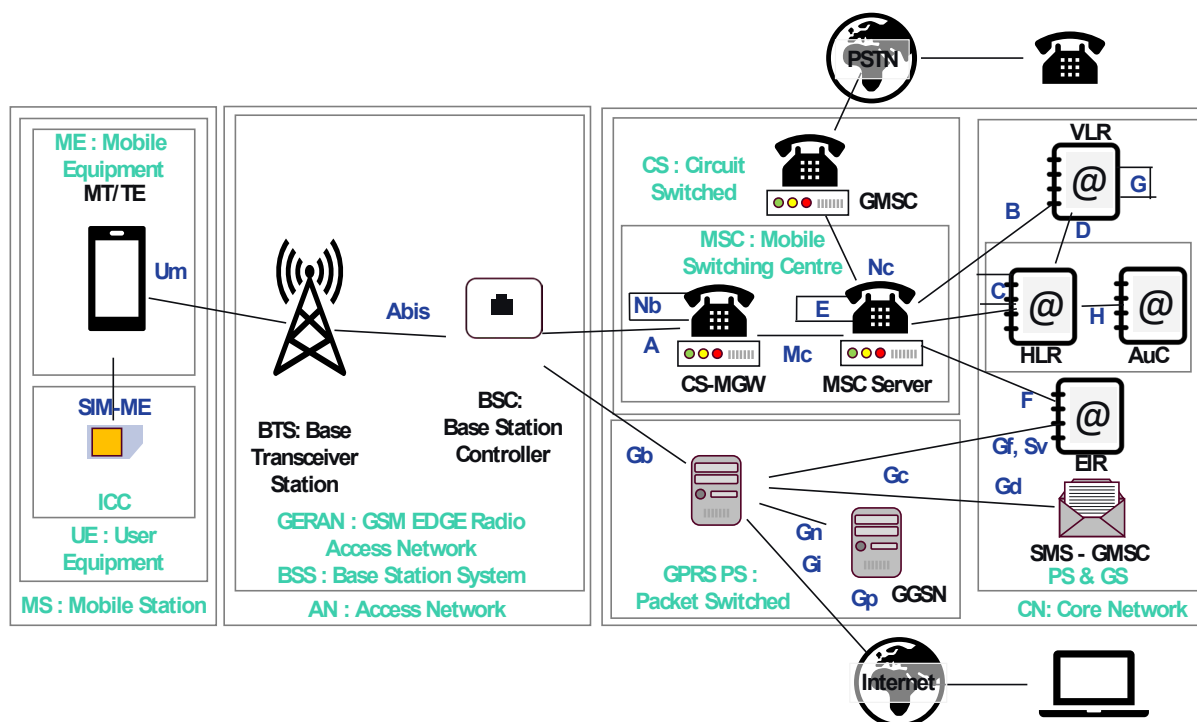 PSTN
ME : Mobile
Equipment
MT/TE
Um
SIM-ME
ICC
UE : User
Equipment
MS : Mobile Station
Abis
BTS: Base
Transceiver
Station
BSC:
Base Station
Controller
GERAN : GSM EDGE Radio
Access Network
BSS : Base Station System
AN : Access Network
CS : Circuit
Switched
GMSC
MSC : Mobile
Switching Centre
Nc
Nb
E
A
Mc
CS-MGW
MSC Server
VLR
@
G
B
D
C
@
H
@
HLR
AuC
F
@
Gf, Sv
EIR
Gb
Gc
Gd
Gn
Gi
Gp
GGSN
GPRS PS :
Packet Switched
SMS - GMSC
PS & GS
CN: Core Network
Internet